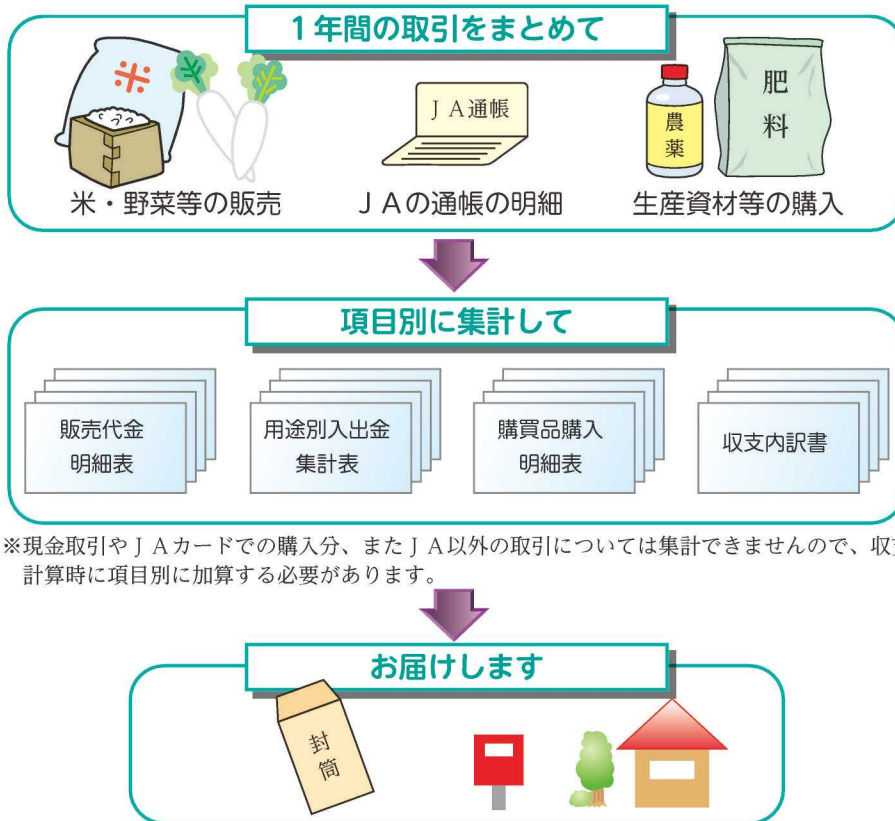 1年間の取引をまとめて
米
JA通帳
農薬
肥料
米・野菜等の販売
JAの通帳の明細
生産資材等の購入
項目別に集計して
販売代金
明細表
用途別入出金
集計表
購買品購入
明細表
収支内訳書
※現金取引やJAカードでの購入分、またJA以外の取引については集計できませんので、収
計算時に項目別に加算する必要があります。
お届けします
封筒